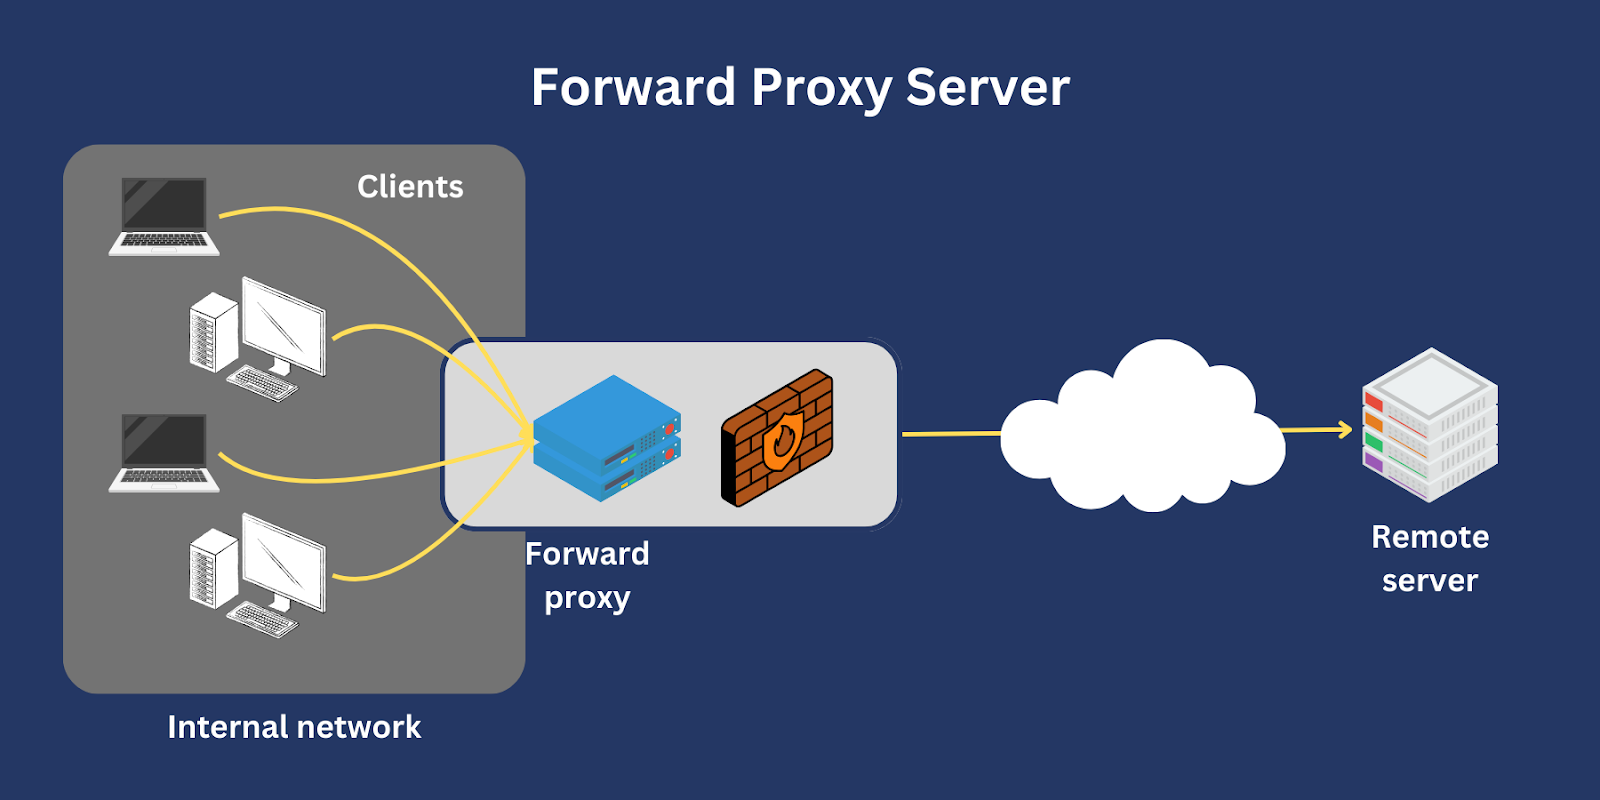 Forward Proxy Server
Clients
Forward
proxy
Remote
server
Internal network